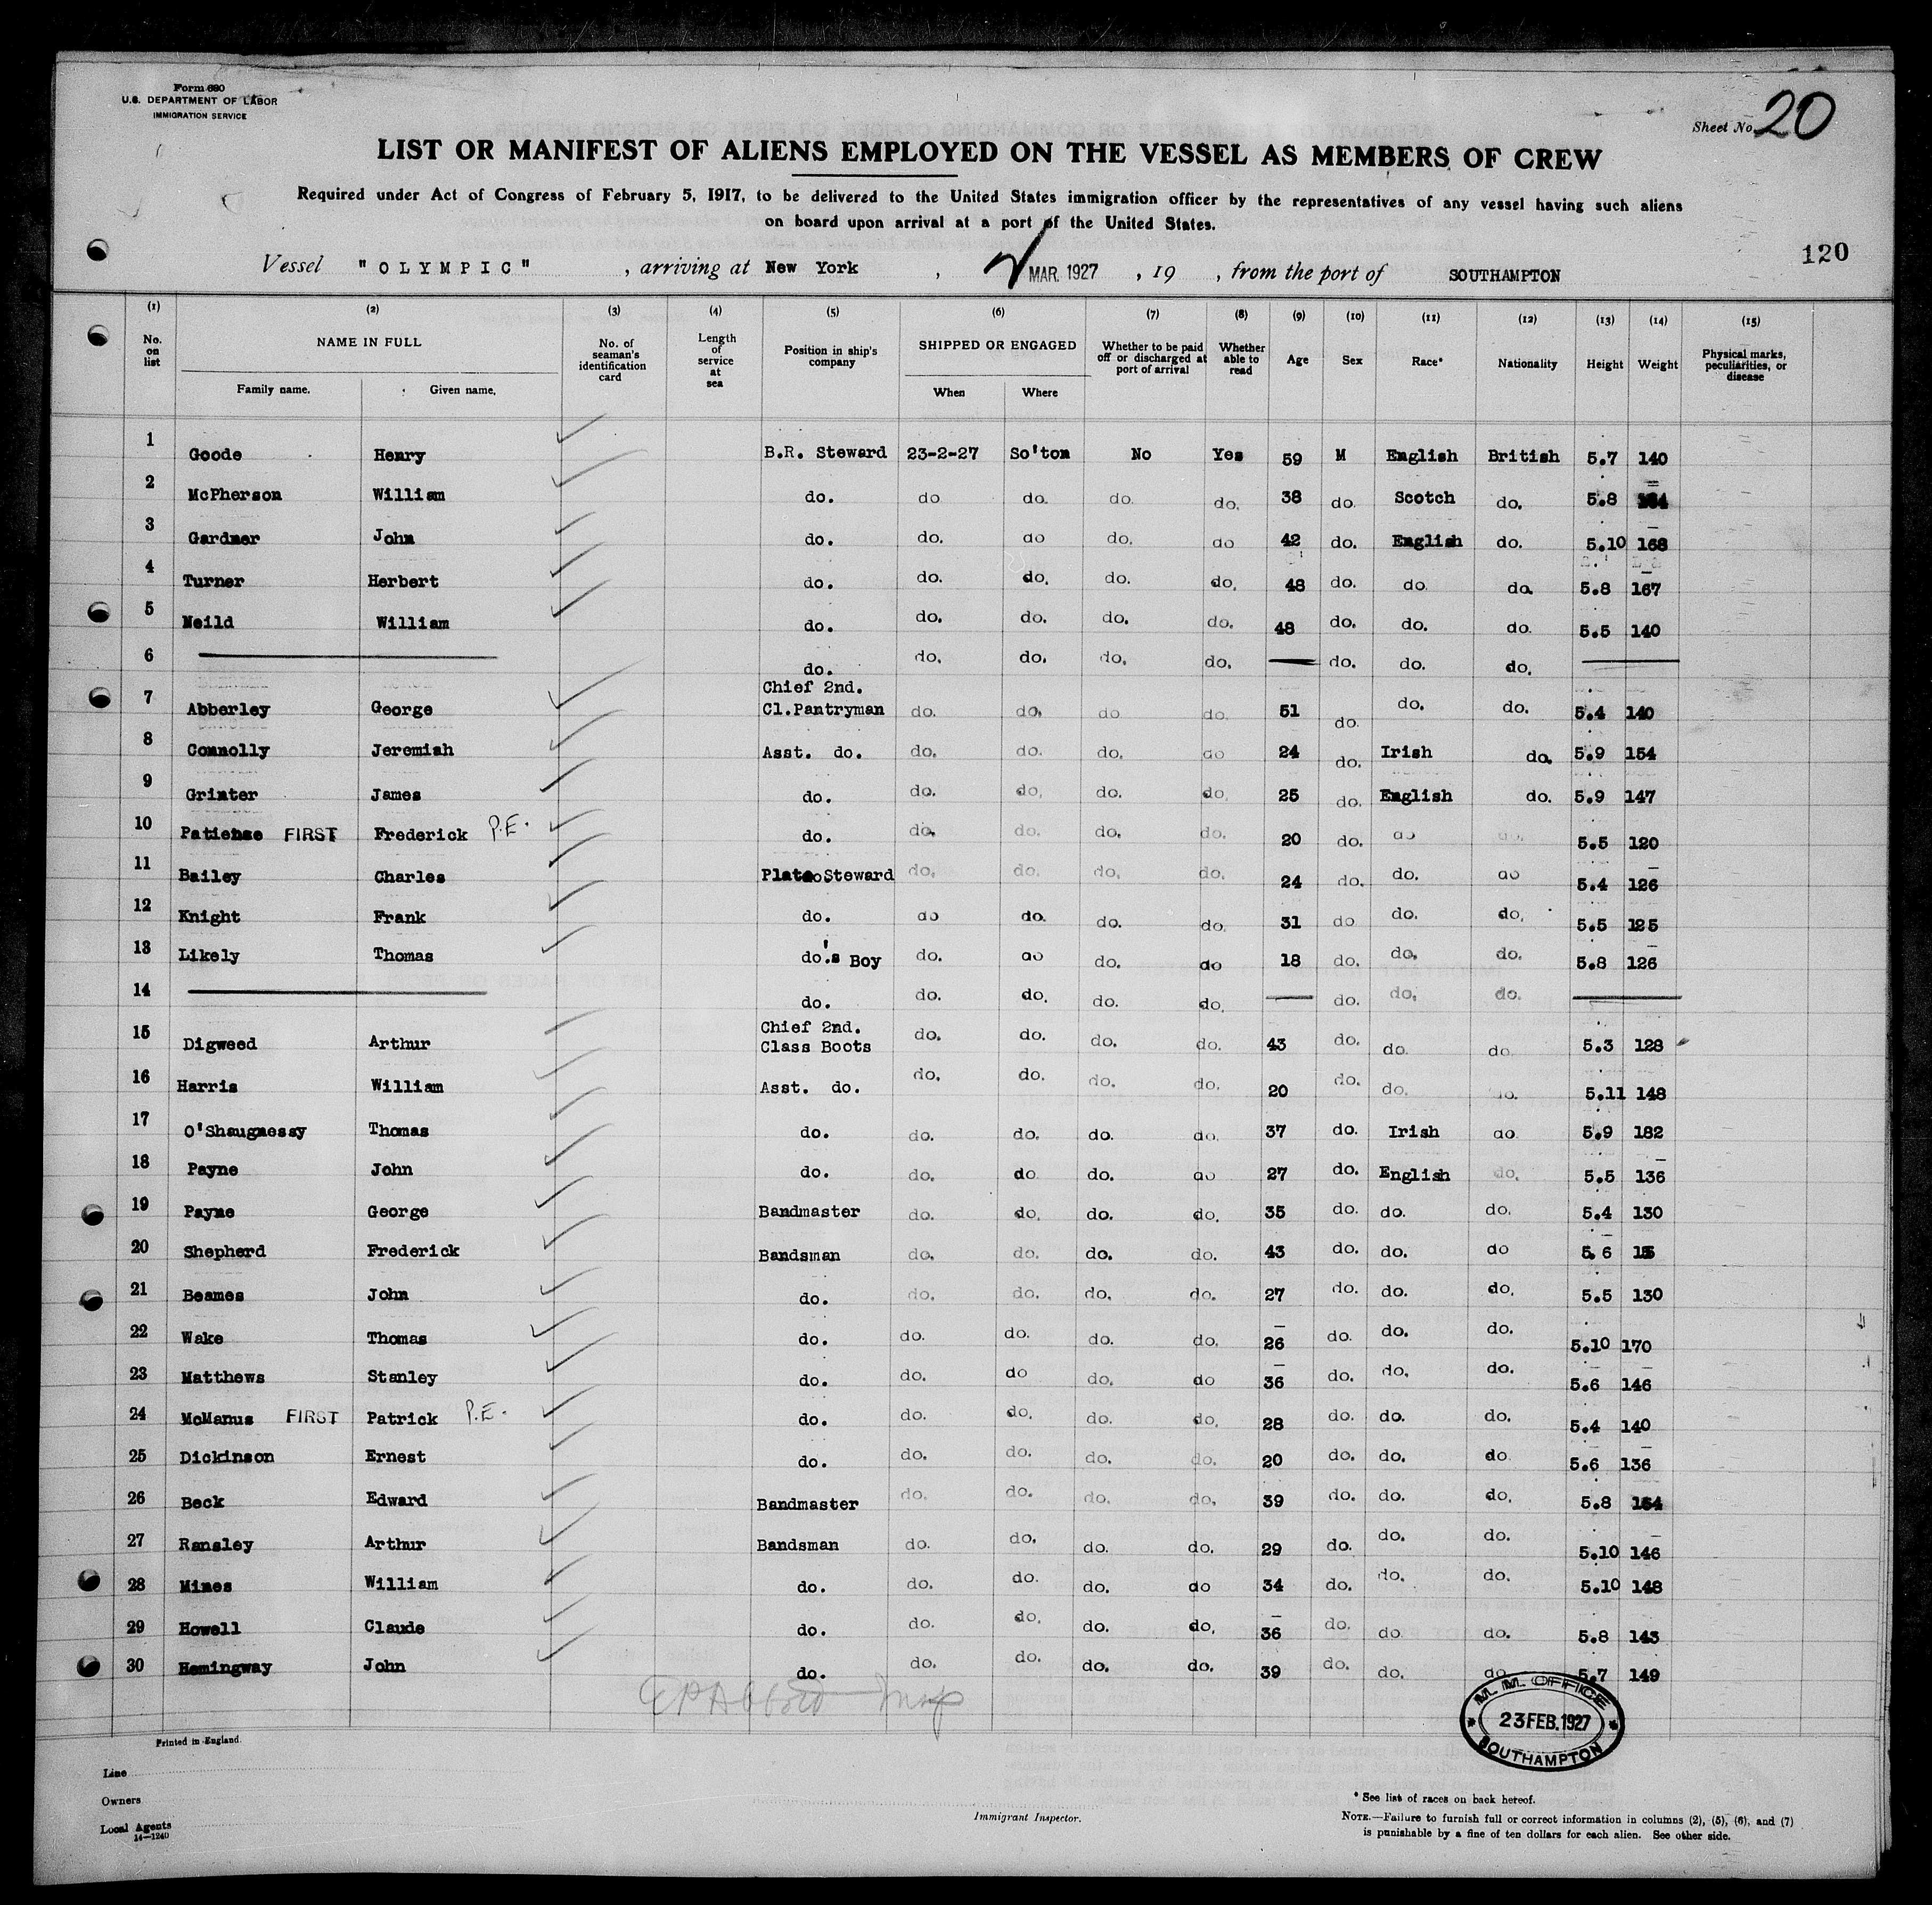 Form 680
U.S. DEPARTMENT OF LABOR
IMMIGRATION SERVICE
Sheet No. 20
LIST OR MANIFEST OF ALIENS EMPLOYED ON THE VESSEL AS MEMBERS OF CREW
Required under Act of Congress of February 5, 1917, to be delivered to the United States immigration officer by the representatives of any vessel having such aliens
on board upon arrival at a port of the United States.
120
Vessel "OLYMPIC", arriving at New York, MAR. 1927, 19 , from the port of SOUTHAMPTON
(1) (2) (3) (4) (5) (6) (7) (8) (9) (10) (11) (12) (13) (14) (15)
No. on list NAME IN FULL Family name. Given name. No. of seaman's identification card Length of service at sea Position in ship's company SHIPPED OR ENGAGED When Where Whether to be paid off or discharged at port of arrival Whether able to read Age Sex Race* Nationality Height Weight Physical marks, peculiarities, or disease
1 Goode Henry B.R. Steward 23-2-27 So'ton No Yes 59 M English British 5.7 140
2 McPherson William do. do do. do. do. 38 do. Scotch do. 5.8
3 Gardner John do. do. do do. do 42 do. English do. 5.10 168
4 Turner Herbert do. do. do. do. do. 48 do. do. do. 5.8 167
5 Neild William do. do. do. do. do. 48 do. do. do. 5.5 140
6 do. do. do. do. do. do. do. do.
7 Abberley George Chief 2nd. Cl.Pantryman do. do. do do. 51 do. do. do. 5.4 140
8 Connolly Jeremiah Asst. do. do. do. do. do 24 do. Irish do. 5.9 154
9 Grinter James do. do. do. do. do. 25 do. English do. 5.9 147
10 Patience FIRST Frederick P.E. do. do. do. do. do. 20 do. do do. 5.5 120
11 Bailey Charles Plate Steward do. do. do. do. 24 do. do. do 5.4 126
12 Knight Frank do. do do. do. do. 31 do do. do. 5.5 125
13 Likely Thomas do.'s Boy do. do do. do 18 do. do. do. 5.8 126
14 do. do. do. do. do. do. do. do.
15 Digweed Arthur Chief 2nd. Class Boots do. do. do. do. 43 do. do. do. 5.3 128
16 Harris William Asst. do. do. do. do. do. 20 do. do. do. 5.11 148
17 O'Shaugnessy Thomas do. do. do. do. do. 37 do. Irish do 5.9 182
18 Payne John do. do. do do. do 27 do. English do. 5.5 136
19 Payne George Bandmaster do. do. do. do. 35 do. do. do. 5.4 130
20 Shepherd Frederick Bandsman do. do. do. do. 43 do. do. do 5.6
21 Beames John do. do. do. do. do. 27 do. do. do. 5.5 130
22 Wake Thomas do. do. do. do. do. 26 do. do. do. 5.10 170
23 Matthews Stanley do. do. do do. do 36 do. do. do. 5.6 146
24 McManus FIRST Patrick P.E. do. do. do. do. do. 28 do. do. do. 5.4 140
25 Dickinson Ernest do. do. do. do. do. 20 do. do. do 5.6 136
26 Beck Edward Bandmaster do. do. do. do. 39 do. do. do. 5.8
27 Ransley Arthur Bandsman do. do. do. do. 29 do. do. do. 5.10 146
28 Mines William do. do. do. do. do 34 do. do. do. 5.10 148
29 Howell Claude do. do. do. do. do. 36 do. do do. 5.8 143
30 Hemingway John do. do. do. do. do. 39 do. do. do 5.7 149
M.M. OFFICE
23 FEB. 1927
SOUTHAMPTON
Printed in England.
Line
Owners
Local Agents
14—1240
Immigrant Inspector.
* See list of races on back hereof.
NOTE.—Failure to furnish full or correct information in columns (2), (5), (6), and (7)
is punishable by a fine of ten dollars for each alien. See other side.